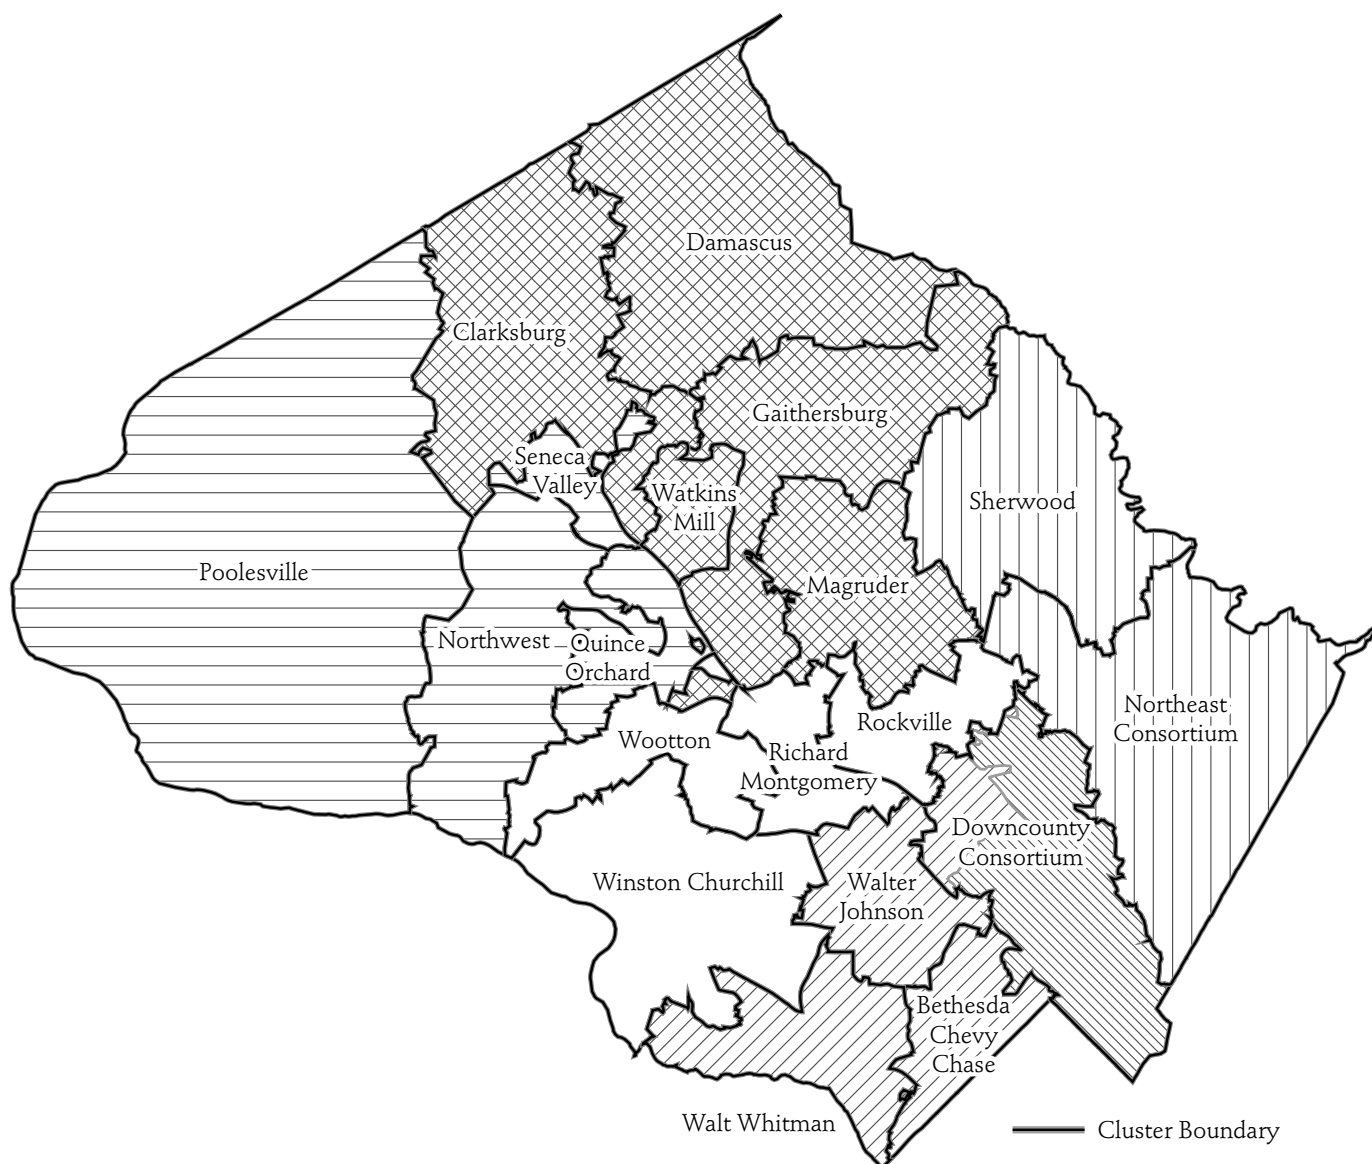 Damascus
Clarksburg
Gaithersburg
Seneca
Valley
Watkins
Mill
Sherwood
Poolesville
Magruder
Northwest
Quince
Orchard
Northeast
Consortium
Rockville
Wootton
Richard
Montgomery
Downcounty
Consortium
Winston Churchill
Walter
Johnson
Bethesda
Chevy
Chase
Walt Whitman
Cluster Boundary